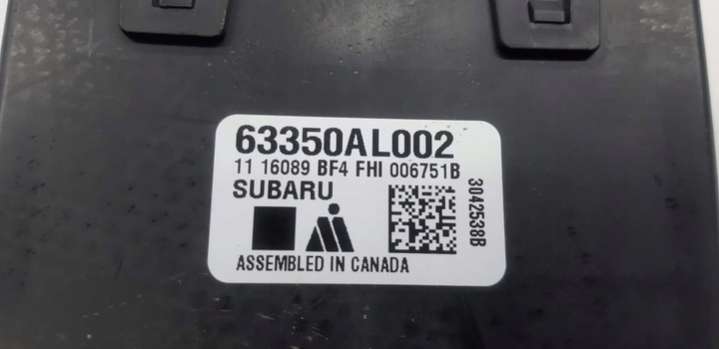 63350AL002
11 16089 BF4 FHI 006751B
SUBARU
3042538B
ASSEMBLED IN CANADA